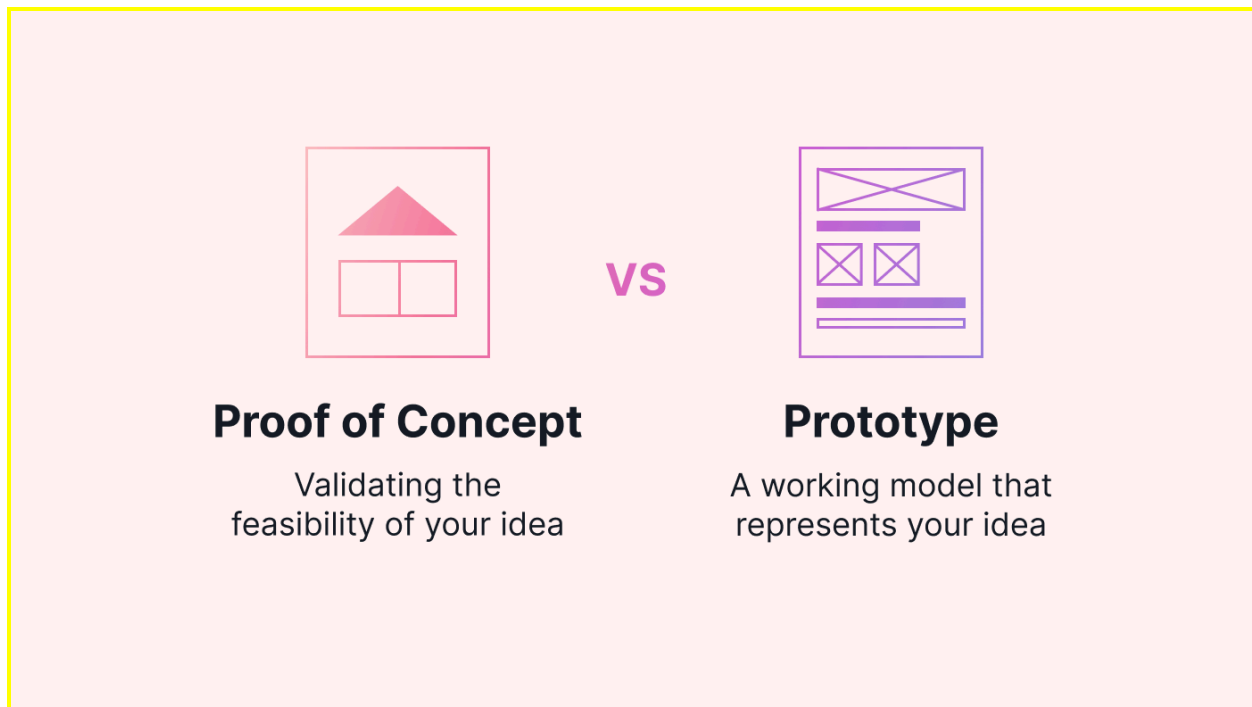 VS
Proof of Concept
Validating the
feasibility of your idea
Prototype
A working model that
represents your idea